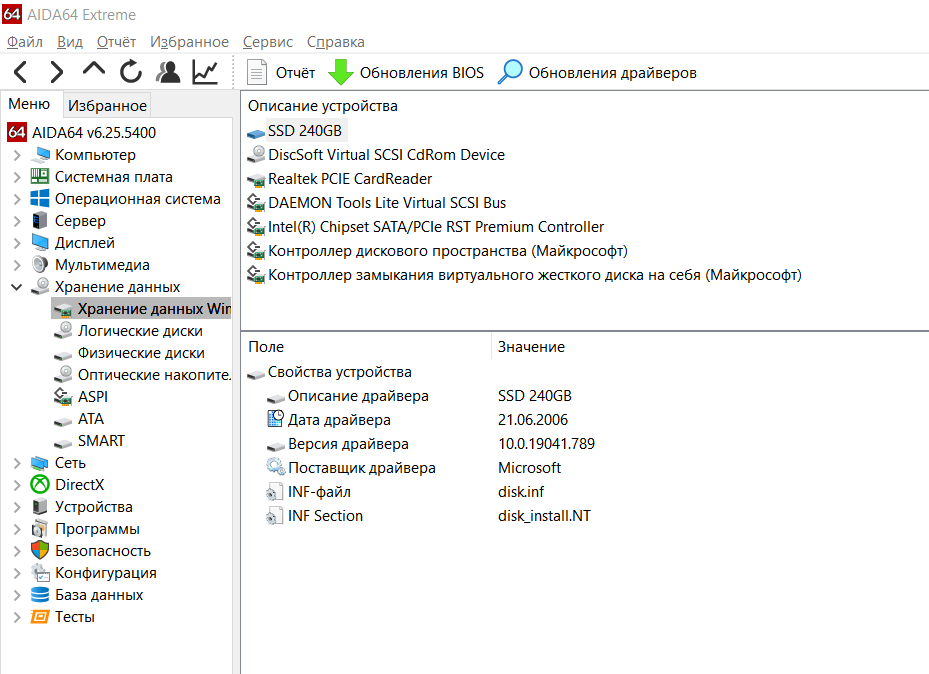 64 AIDA64 Extreme
Файл Вид Отчёт Избранное Сервис Справка
Отчёт Обновления BIOS Обновления драйверов
Меню Избранное
64 AIDA64 v6.25.5400
Компьютер
Системная плата
Операционная система
Сервер
Дисплей
Мультимедиа
Хранение данных
Хранение данных Win
Логические диски
Физические диски
Оптические накопите
ASPI
ATA
SMART
Сеть
DirectX
Устройства
Программы
Безопасность
Конфигурация
База данных
Тесты
Описание устройства
SSD 240GB
DiscSoft Virtual SCSI CdRom Device
Realtek PCIE CardReader
DAEMON Tools Lite Virtual SCSI Bus
Intel(R) Chipset SATA/PCIe RST Premium Controller
Контроллер дискового пространства (Майкрософт)
Контроллер замыкания виртуального жесткого диска на себя (Майкрософт)
Поле Значение
Свойства устройства
Описание драйвера SSD 240GB
Дата драйвера 21.06.2006
Версия драйвера 10.0.19041.789
Поставщик драйвера Microsoft
INF-файл disk.inf
INF Section disk_install.NT